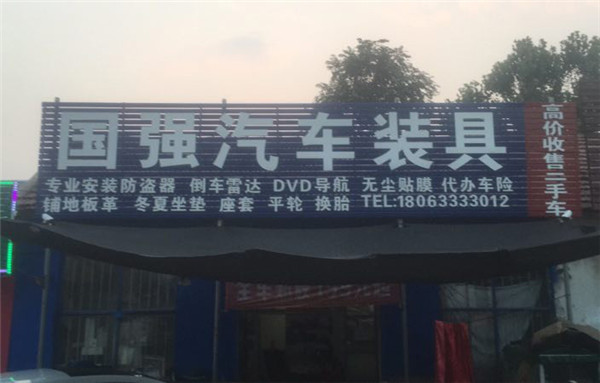 国强汽车装具
专业安装防盗器 倒车雷达 DVD导航 无尘贴膜 代办车险
铺地板革 冬夏坐垫 座套 平轮 换胎 TEL:18063333012
高价收售二手车